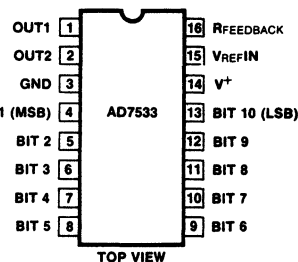 OUT1 1 16 RFEEDBACK
OUT2 2 15 VREFIN
GND 3 14 V+
1 (MSB) 4 AD7533 13 BIT 10 (LSB)
BIT 2 5 12 BIT 9
BIT 3 6 11 BIT 8
BIT 4 7 10 BIT 7
BIT 5 8 9 BIT 6
TOP VIEW